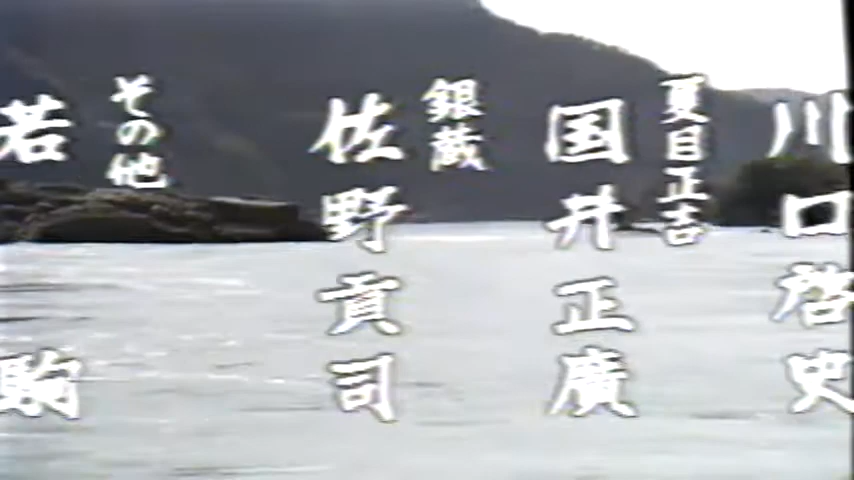 川口啓史
夏目正吉
国井正廣
銀蔵
佐野貢司
その他
若駒